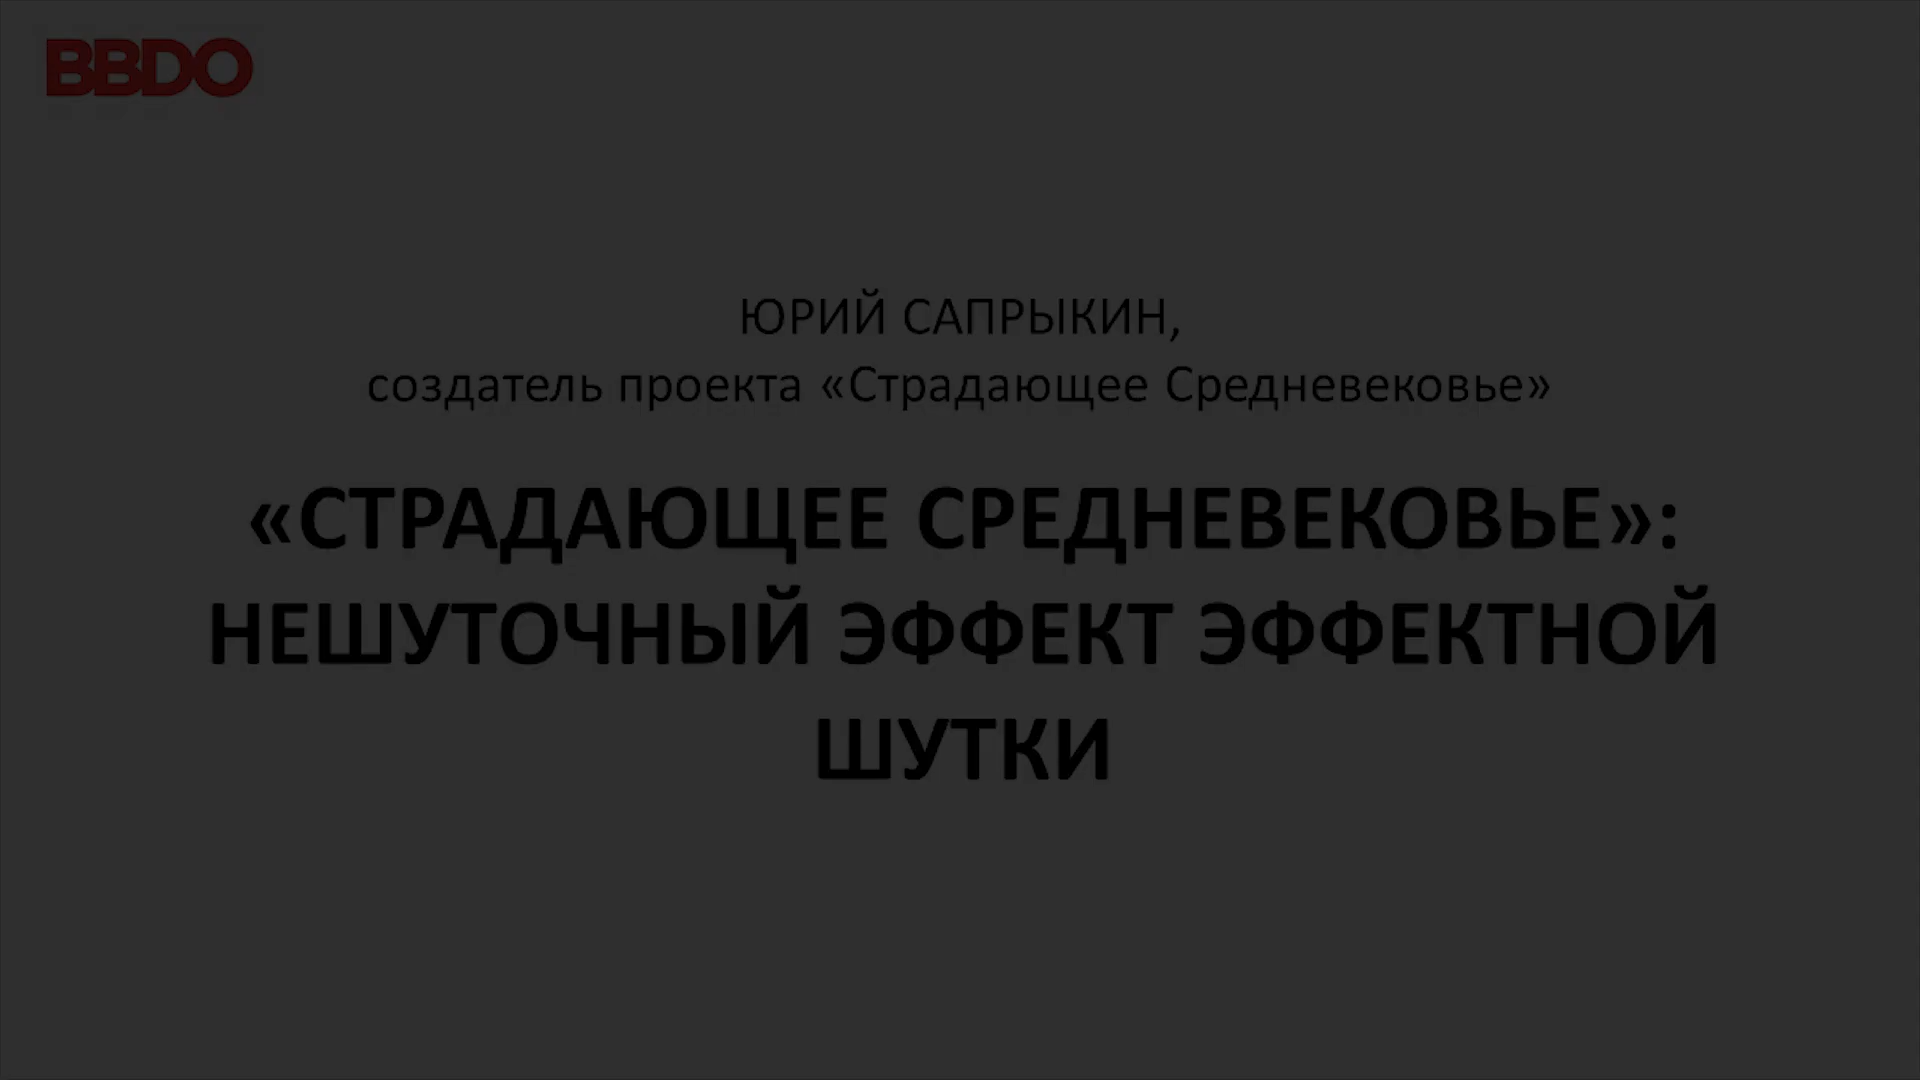 BBDO
ЮРИЙ САПРЫКИН,
создатель проекта «Страдающее Средневековье»
«СТРАДАЮЩЕЕ СРЕДНЕВЕКОВЬЕ»:
НЕШУТОЧНЫЙ ЭФФЕКТ ЭФФЕКТНОЙ
ШУТКИ